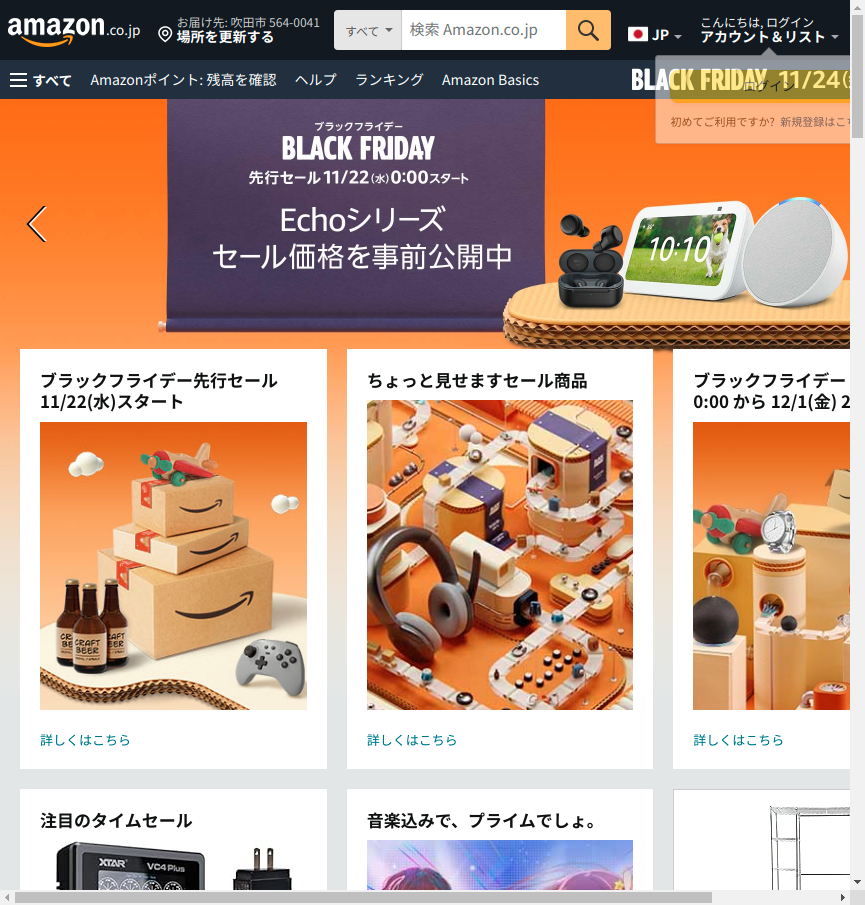 amazon.co.jp
お届け先: 吹田市 564-0041
場所を更新する
すべて
検索 Amazon.co.jp
JP
こんにちは, ログイン
アカウント＆リスト
すべて
Amazonポイント: 残高を確認
ヘルプ
ランキング
Amazon Basics
BLACK FRIDAY 11/24(
ログイン
初めてご利用ですか? 新規登録はこ
ブラックフライデー
BLACK FRIDAY
先行セール 11/22(水)0:00スタート
Echoシリーズ
セール価格を事前公開中
10:10
ブラックフライデー先行セール
11/22(水)スタート
ちょっと見せますセール商品
ブラックフライデー
0:00 から 12/1(金) 2
CRAFT
BEER
詳しくはこちら
詳しくはこちら
詳しくはこちら
注目のタイムセール
音楽込みで、プライムでしょ。
XTAR
VC4 Plus